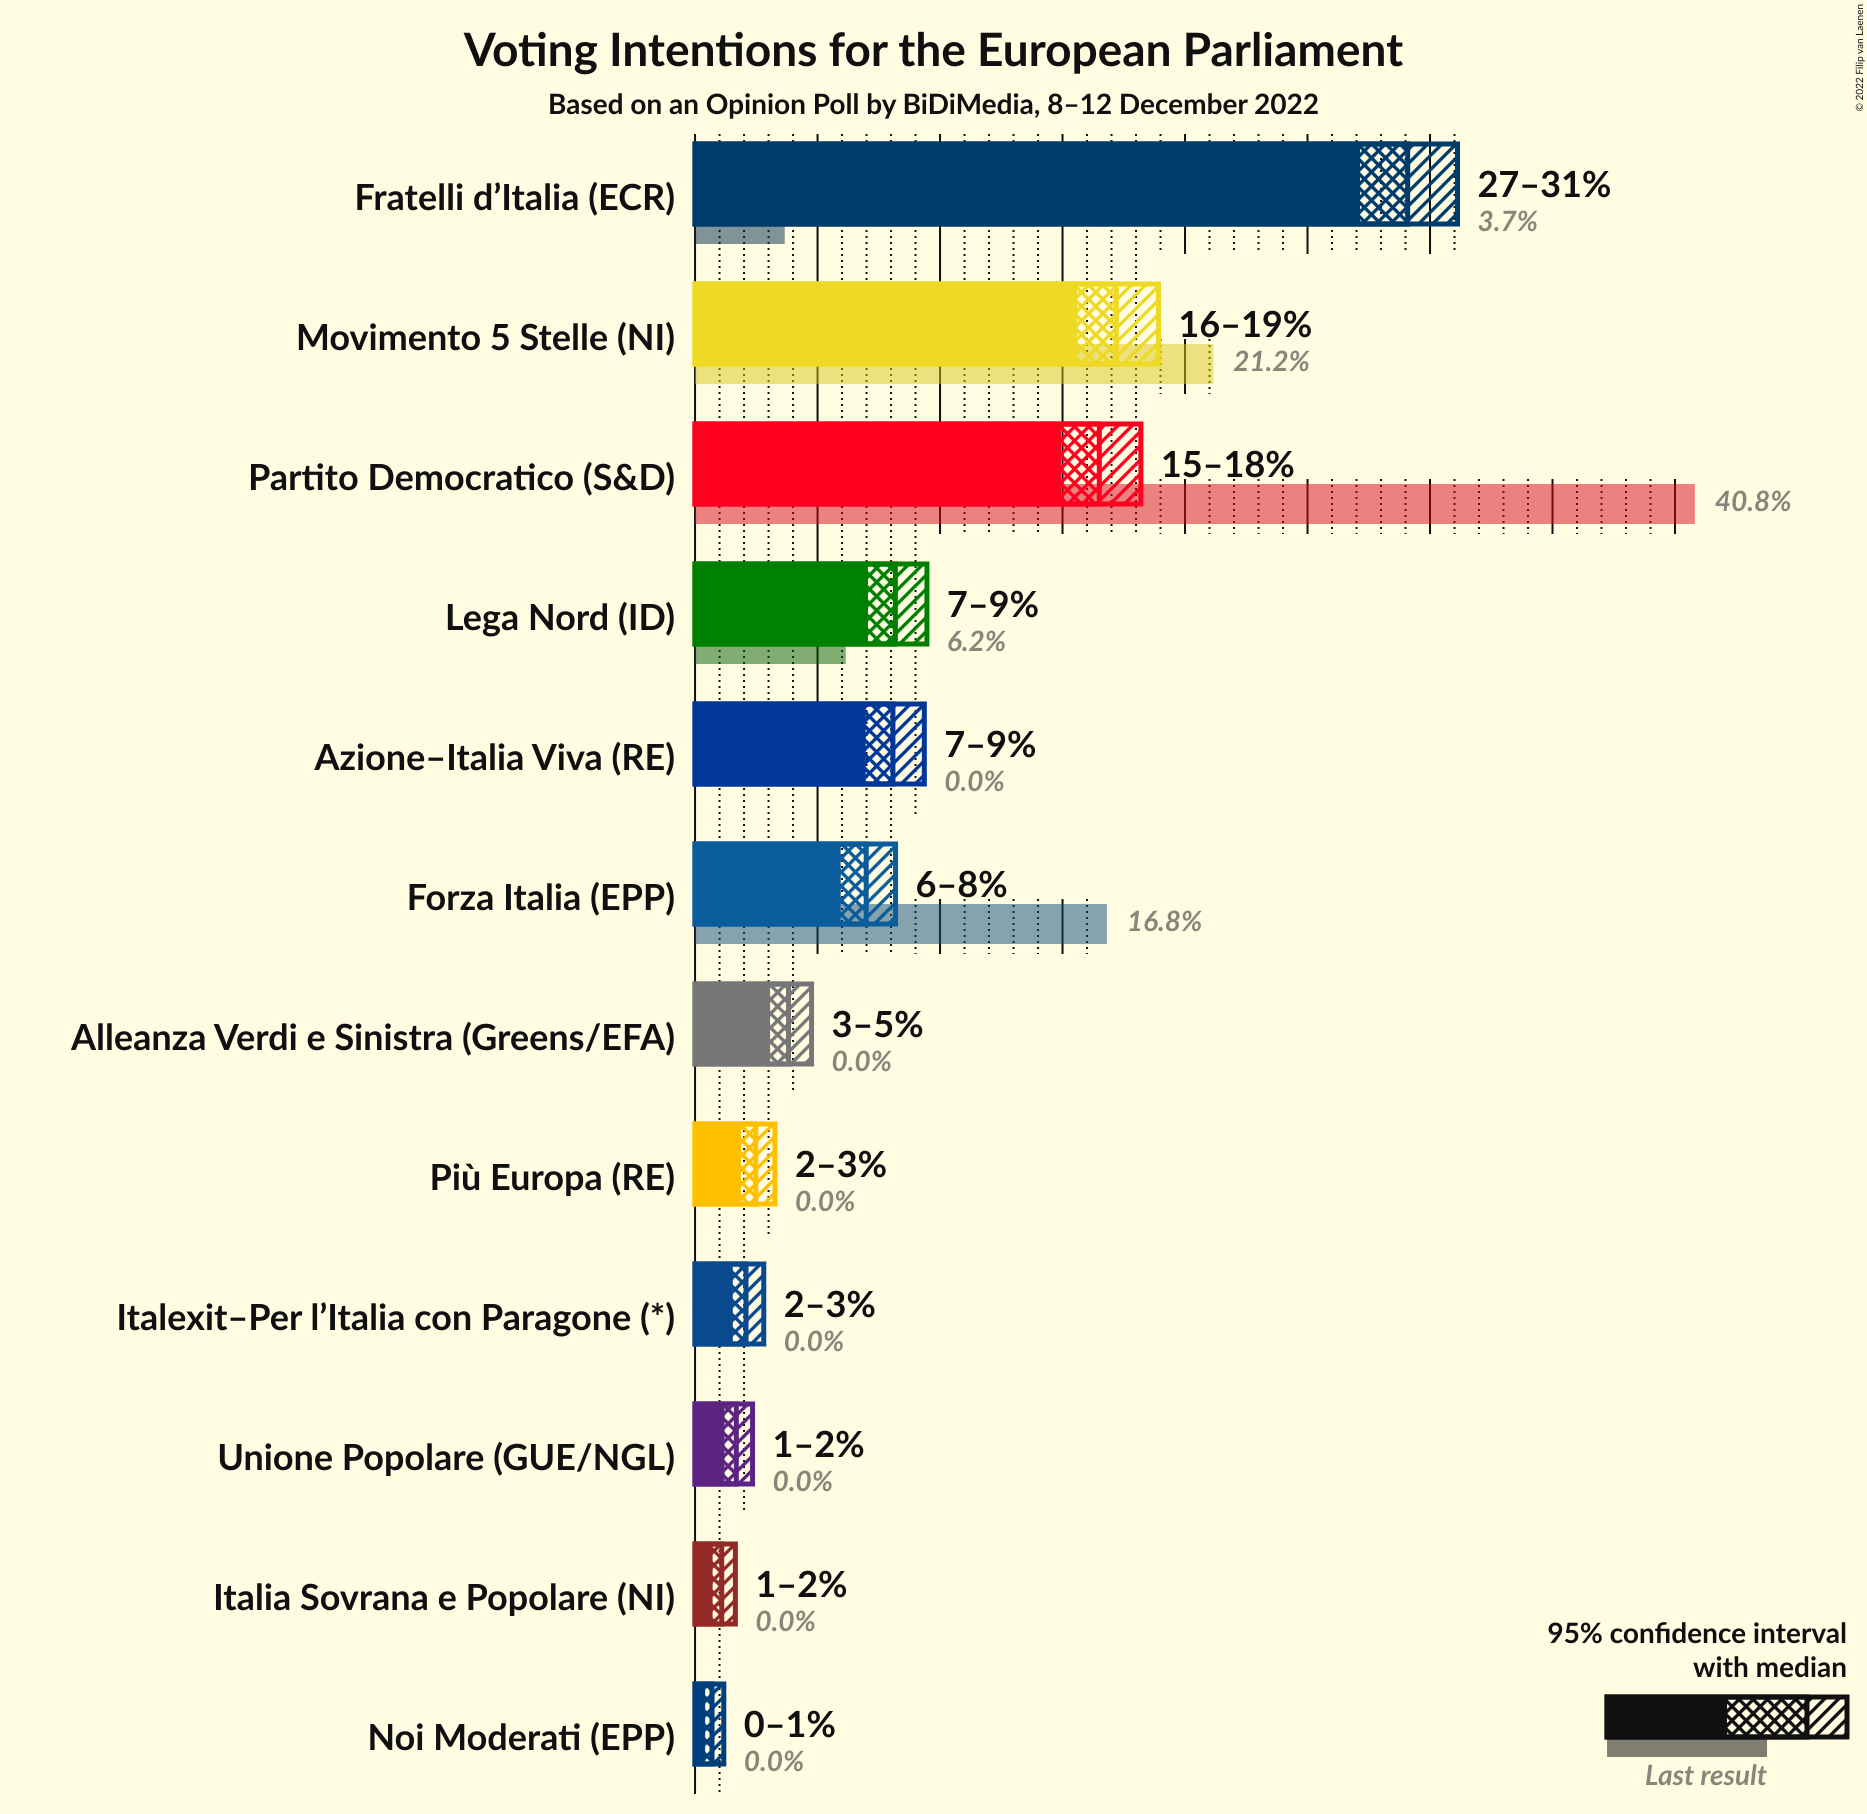 Voting Intentions for the European Parliament
Based on an Opinion Poll by BiDiMedia, 8–12 December 2022
© 2022 Filip van Laenen
Fratelli d’Italia (ECR)
27–31%
3.7%
Movimento 5 Stelle (NI)
16–19%
21.2%
Partito Democratico (S&D)
15–18%
40.8%
Lega Nord (ID)
7–9%
6.2%
Azione–Italia Viva (RE)
7–9%
0.0%
Forza Italia (EPP)
6–8%
16.8%
Alleanza Verdi e Sinistra (Greens/EFA)
3–5%
0.0%
Più Europa (RE)
2–3%
0.0%
Italexit–Per l’Italia con Paragone (*)
2–3%
0.0%
Unione Popolare (GUE/NGL)
1–2%
0.0%
Italia Sovrana e Popolare (NI)
1–2%
0.0%
Noi Moderati (EPP)
0–1%
0.0%
95% confidence interval
with median
Last result